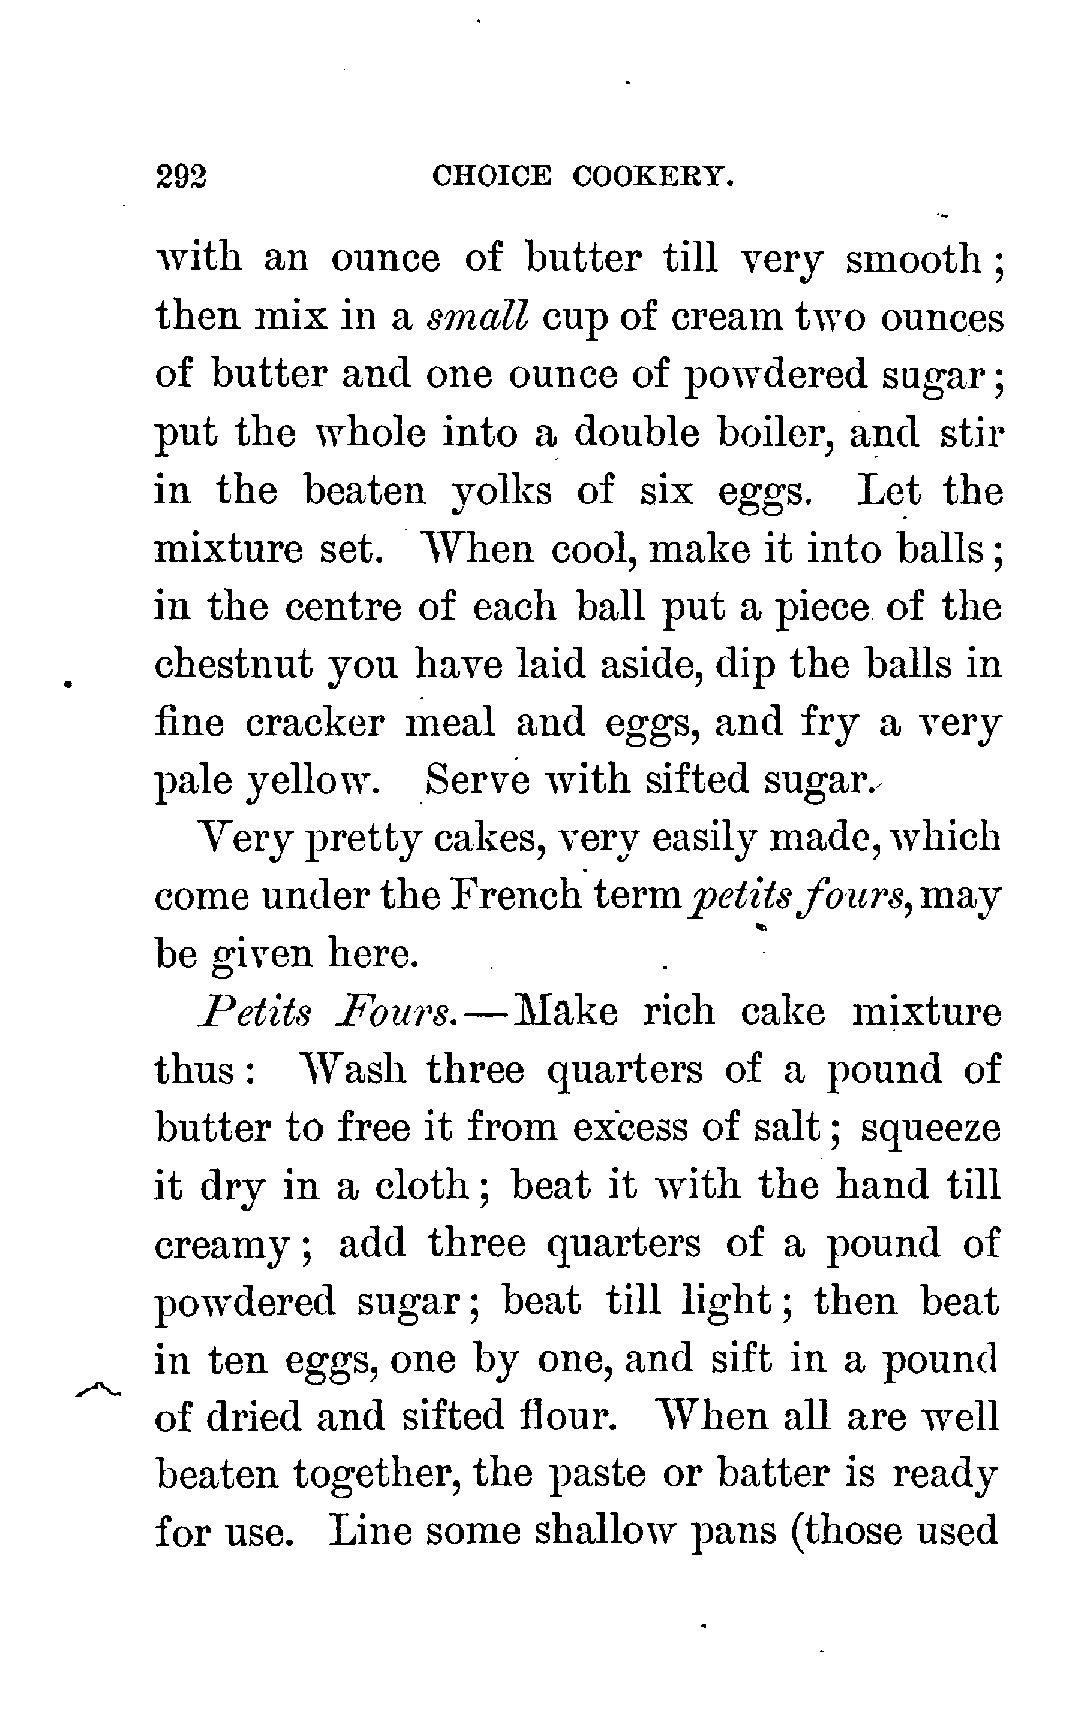 292 CHOICE COOKERY.
with an ounce of butter till very smooth ;
then mix in a small cup of cream two ounces
of butter and one ounce of powdered sugar ;
put the whole into a double boiler, and stir
in the beaten yolks of six eggs. Let the
mixture set. When cool, make it into balls ;
in the centre of each ball put a piece of the
chestnut you have laid aside, dip the balls in
fine cracker meal and eggs, and fry a very
pale yellow. Serve with sifted sugar.
Very pretty cakes, very easily made, which
come under the French term petits fours, may
be given here.
Petits Fours.—Make rich cake mixture
thus : Wash three quarters of a pound of
butter to free it from excess of salt ; squeeze
it dry in a cloth ; beat it with the hand till
creamy ; add three quarters of a pound of
powdered sugar ; beat till light ; then beat
in ten eggs, one by one, and sift in a pound
of dried and sifted flour. When all are well
beaten together, the paste or batter is ready
for use. Line some shallow pans (those used